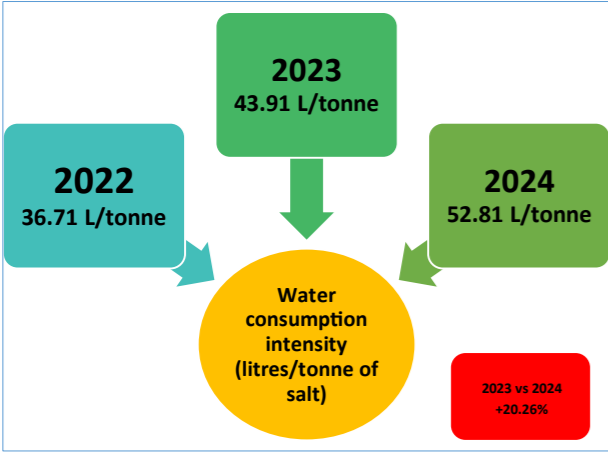 2022
36.71 L/tonne
2023
43.91 L/tonne
2024
52.81 L/tonne
Water
consumption
intensity
(litres/tonne of
salt)
2023 vs 2024
+20.26%